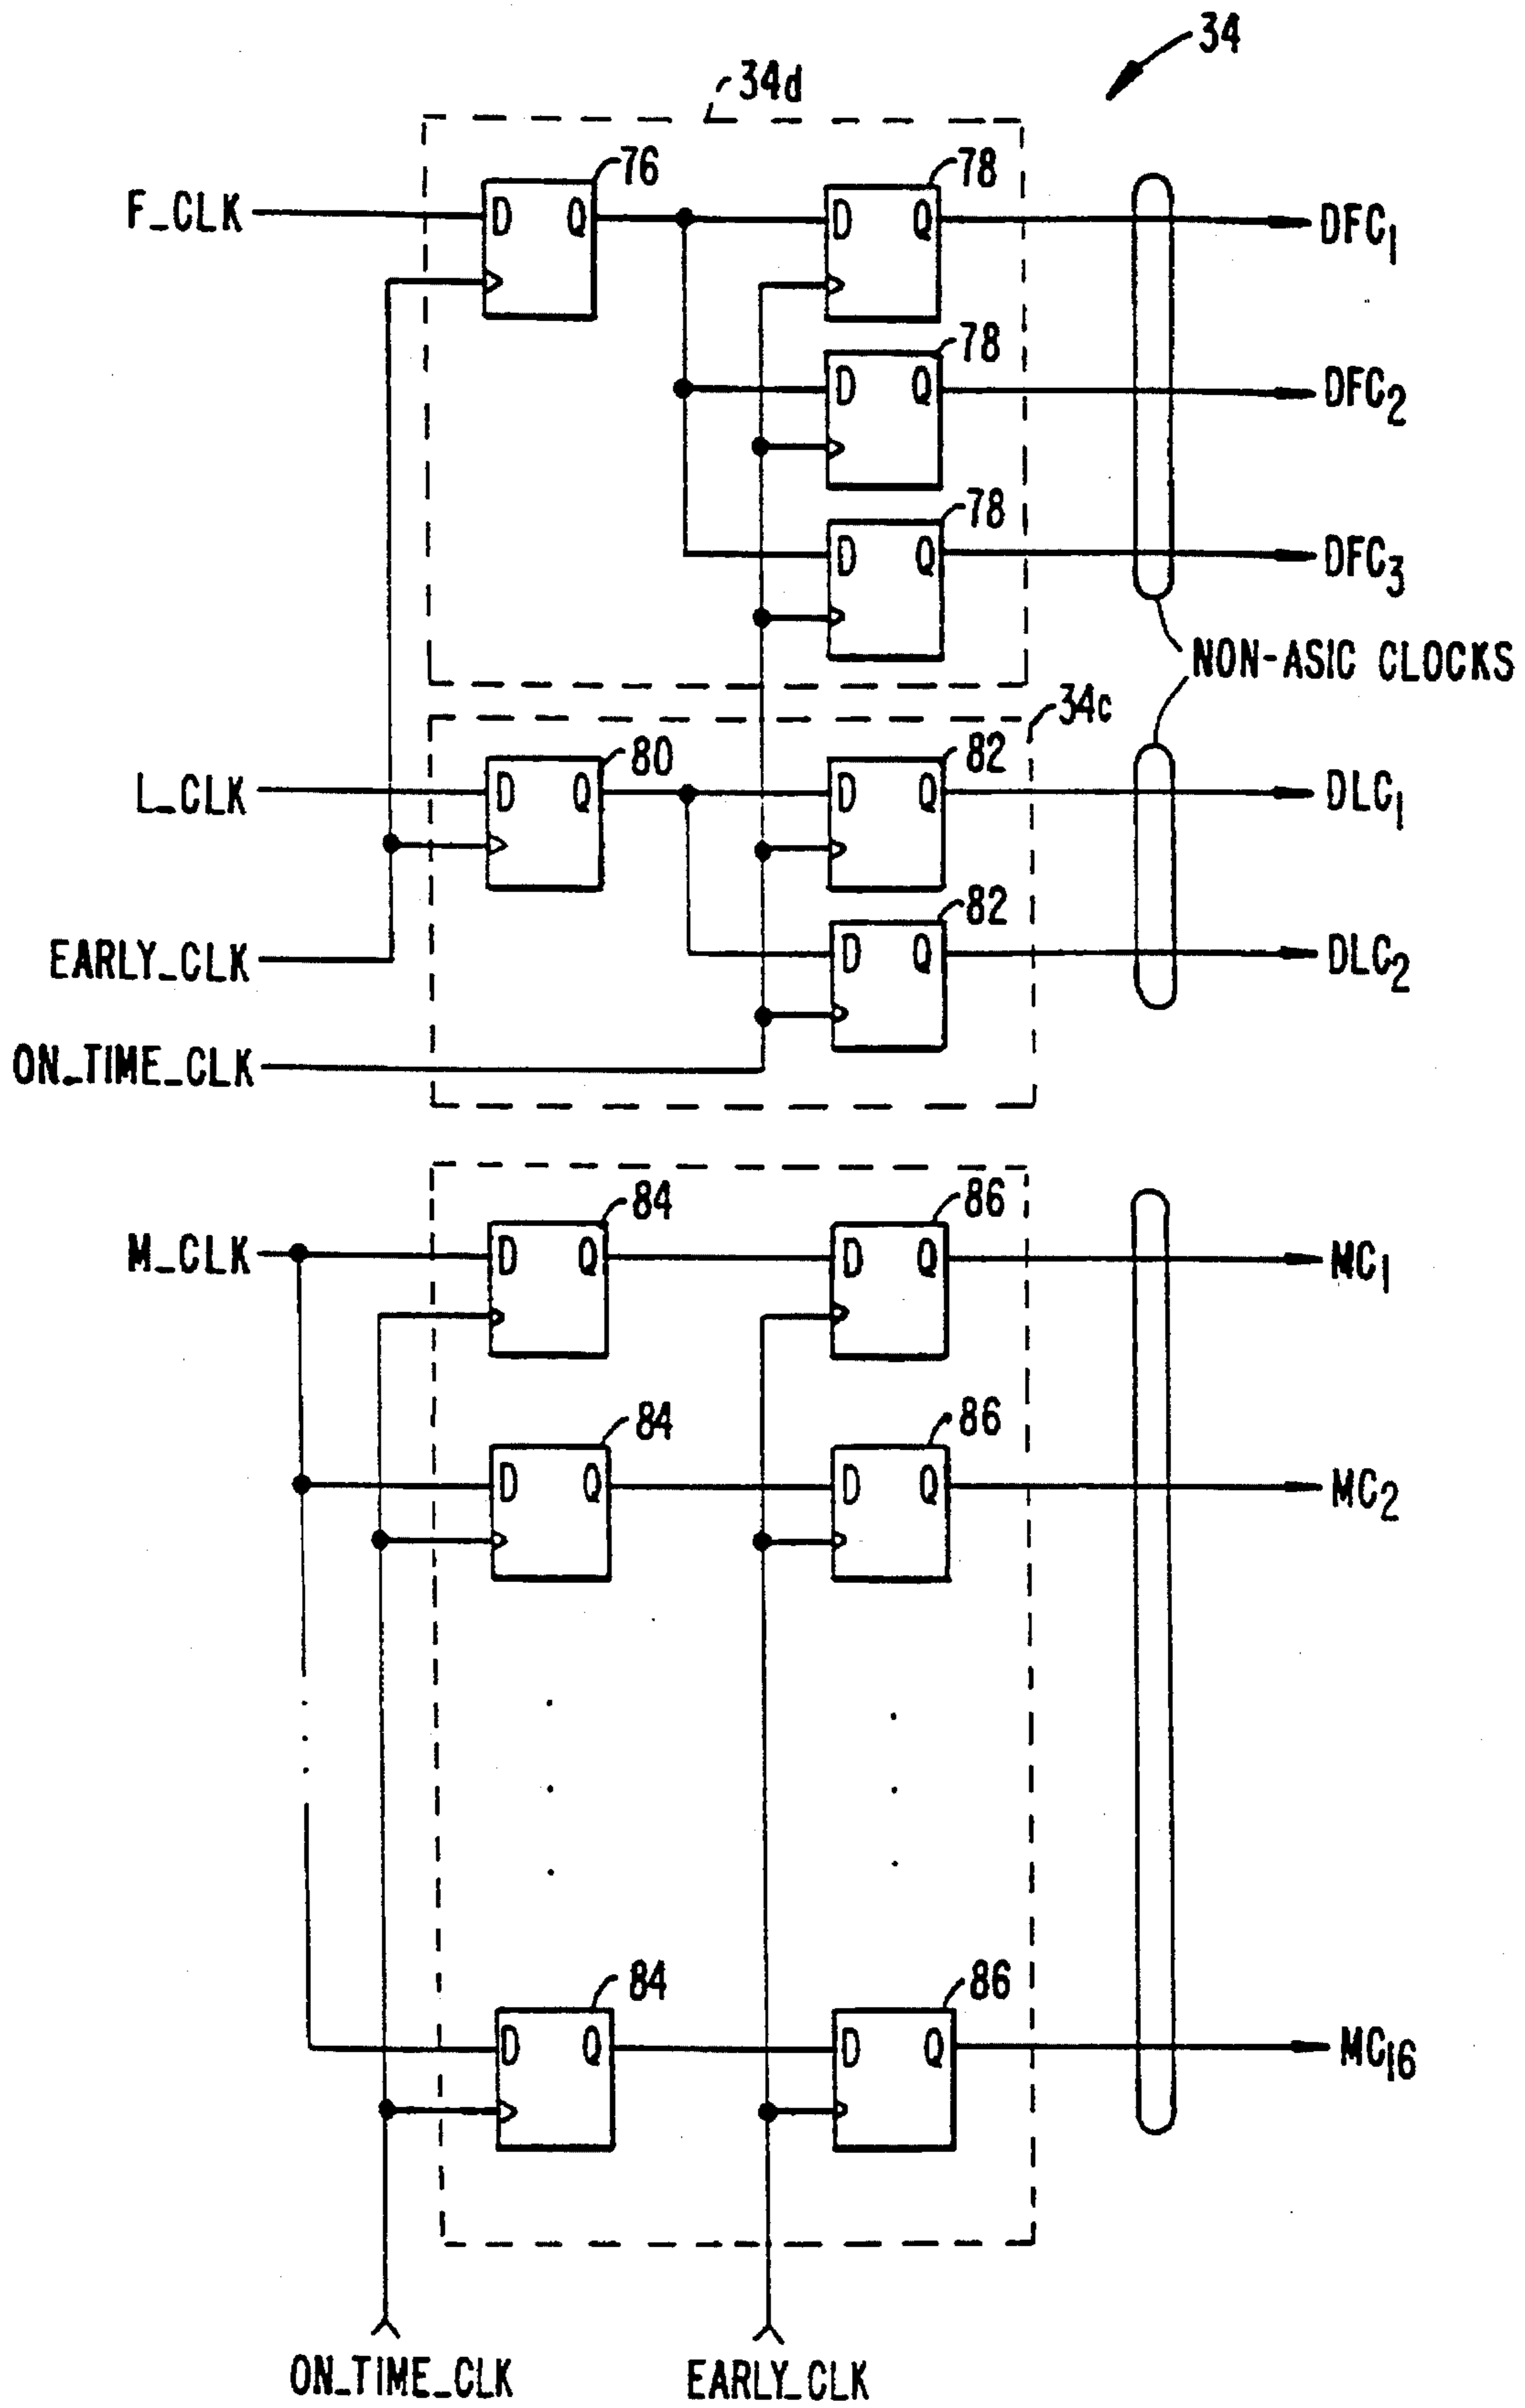 34
34d
F_CLK
76
D Q
78
D Q
DFC1
78
D Q
DFC2
78
D Q
DFC3
NON-ASIC CLOCKS
34c
L_CLK
80
D Q
82
D Q
DLC1
EARLY_CLK
82
D Q
DLC2
ON_TIME_CLK
M_CLK
84
D Q
86
D Q
MC1
84
D Q
86
D Q
MC2
84
D Q
86
D Q
MC16
ON_TIME_CLK
EARLY_CLK